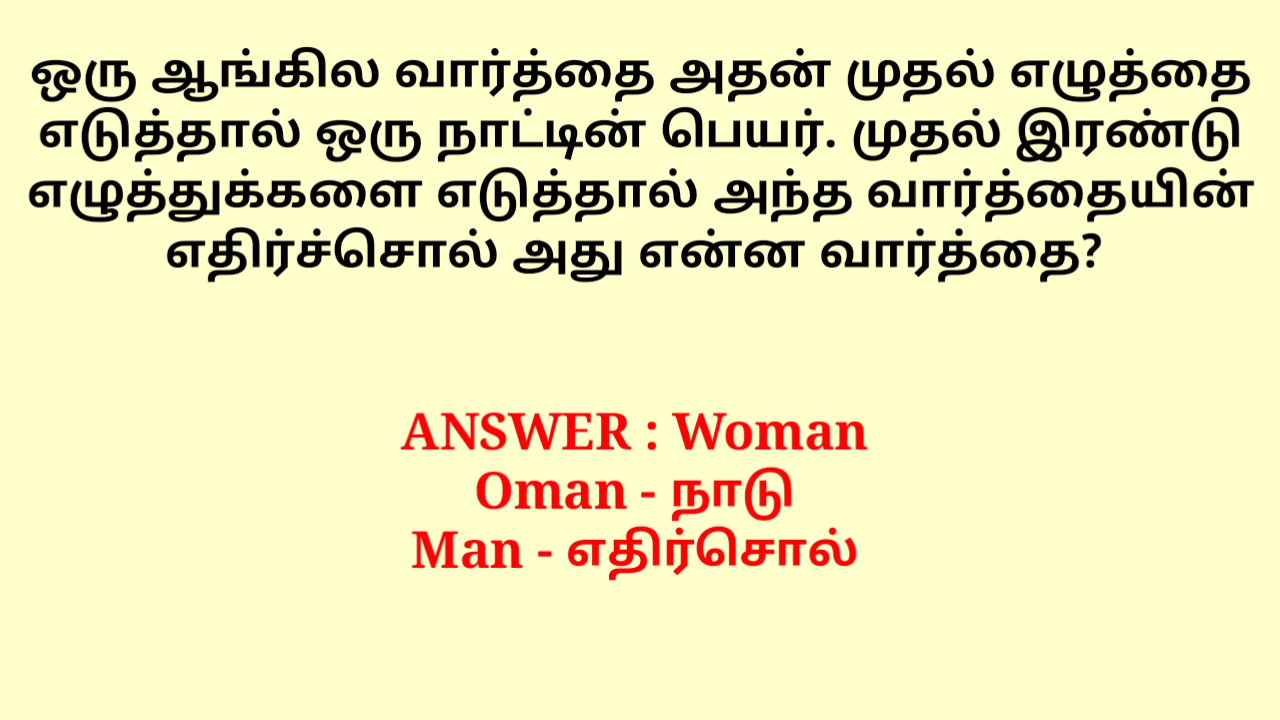 ஒரு ஆங்கில வார்த்தை அதன் முதல் எழுத்தை
எடுத்தால் ஒரு நாட்டின் பெயர். முதல் இரண்டு
எழுத்துக்களை எடுத்தால் அந்த வார்த்தையின்
எதிர்ச்சொல் அது என்ன வார்த்தை?
ANSWER : Woman
Oman - நாடு
Man - எதிர்சொல்